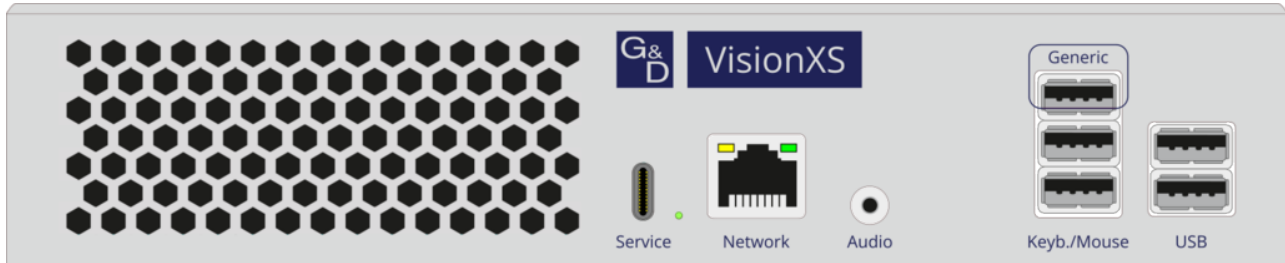 G&D
VisionXS
Generic
Service
Network
Audio
Keyb./Mouse
USB